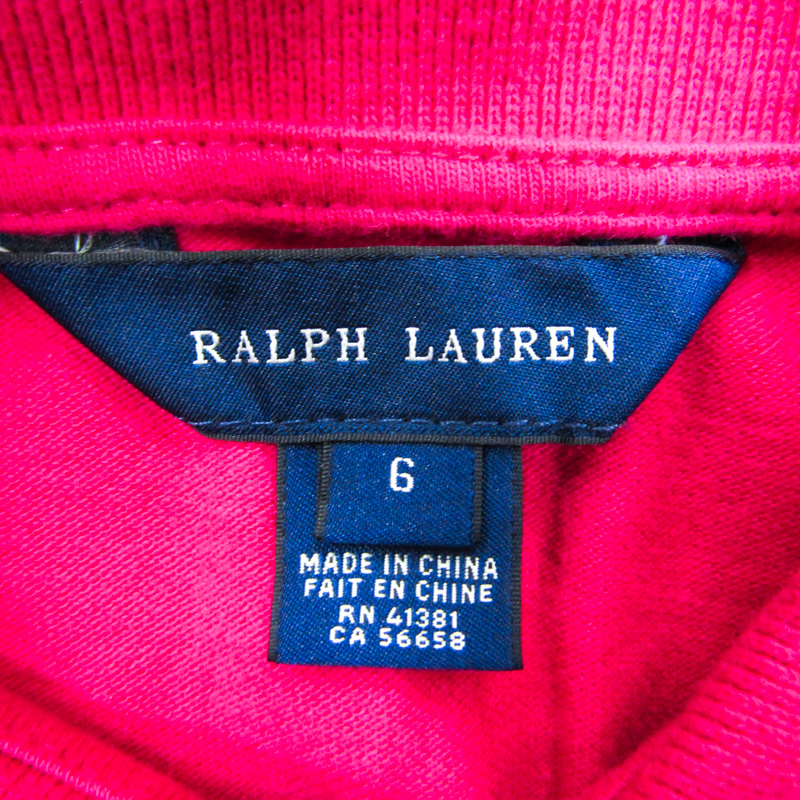 RALPH LAUREN
6
MADE IN CHINA
FAIT EN CHINE
RN 41381
CA 56658